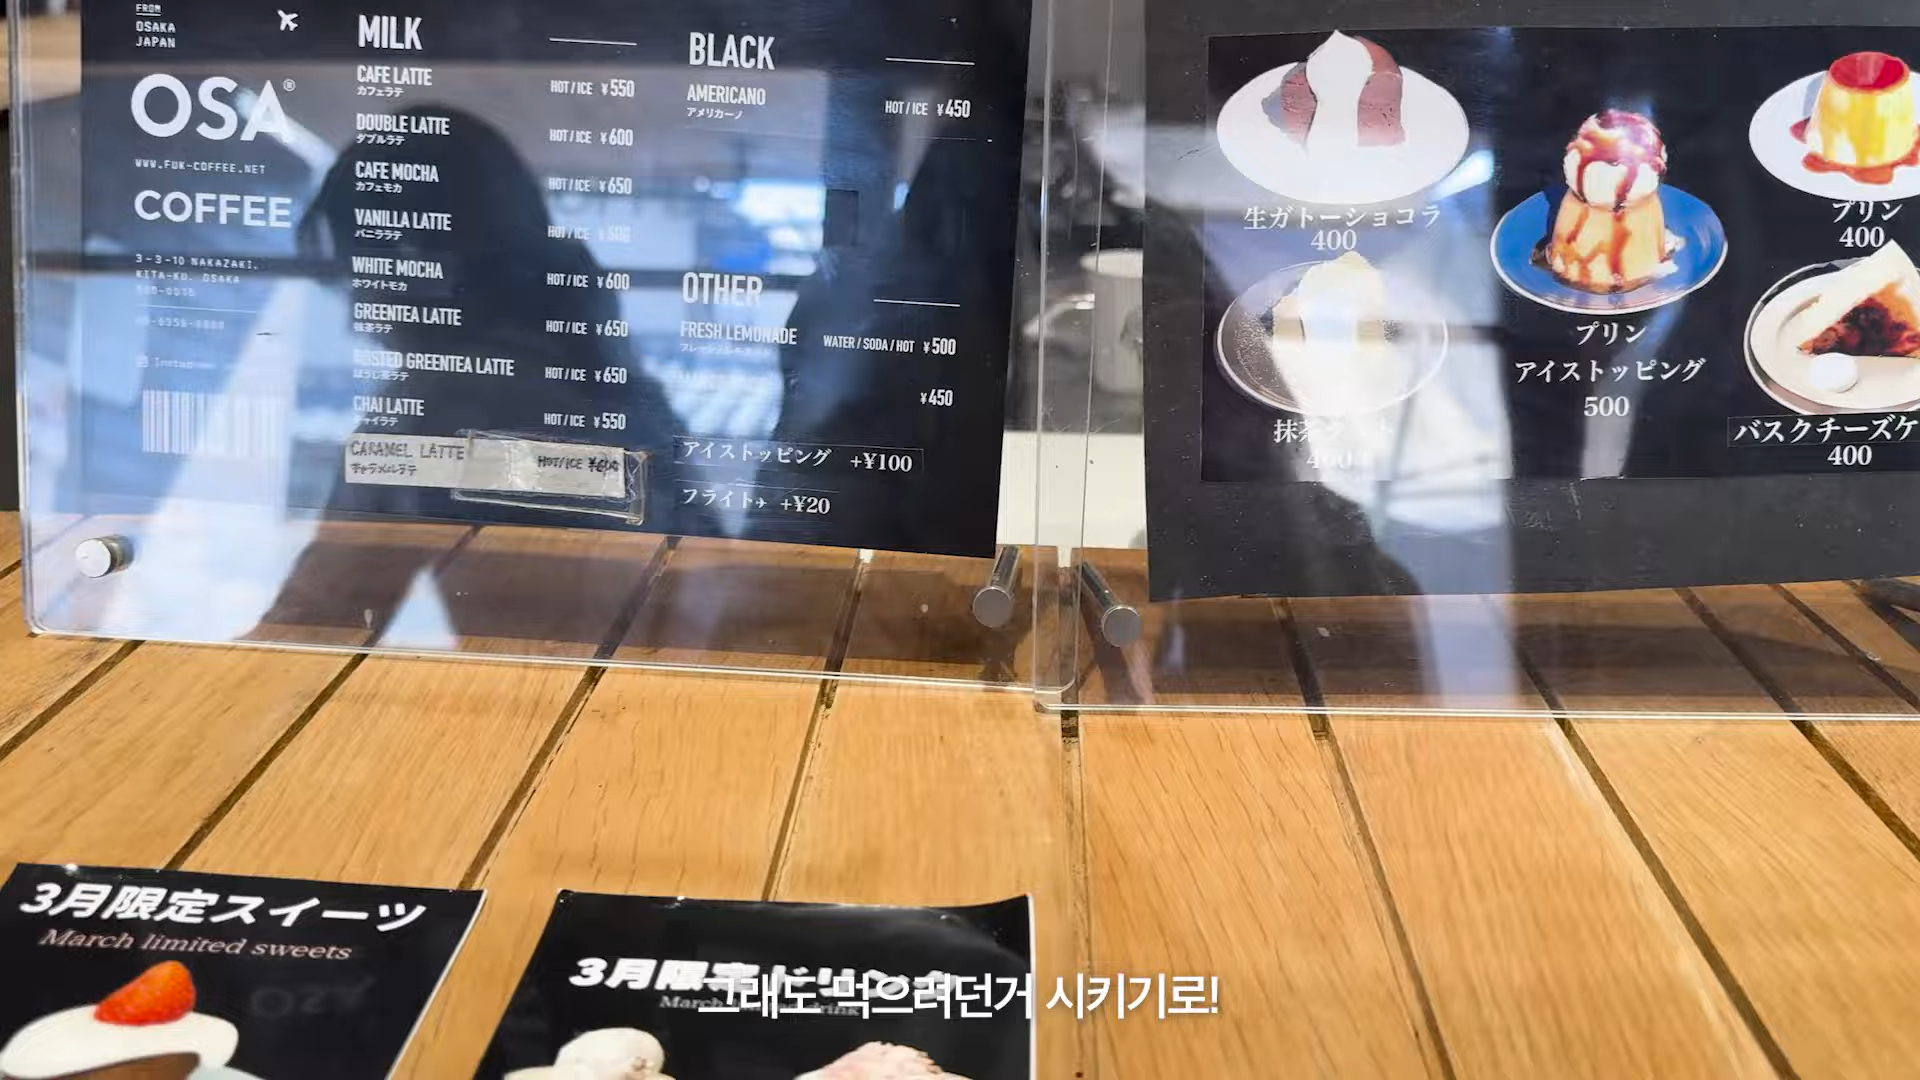 FROM
OSAKA
JAPAN
OSA®
WWW.FUK-COFFEE.NET
COFFEE
3-3-10 NAKAZAKI,
KITA-KU, OSAKA
MILK
CAFE LATTE HOT / ICE ¥550
カフェラテ
DOUBLE LATTE HOT / ICE ¥600
ダブルラテ
CAFE MOCHA HOT / ICE ¥650
カフェモカ
VANILLA LATTE HOT / ICE
バニララテ
WHITE MOCHA HOT / ICE ¥600
ホワイトモカ
GREENTEA LATTE HOT / ICE ¥650
抹茶ラテ
ROSTED GREENTEA LATTE HOT / ICE ¥650
ほうじ茶ラテ
CHAI LATTE HOT / ICE ¥550
チャイラテ
CARAMEL LATTE HOT/ICE ¥600
キャラメルラテ
BLACK
AMERICANO HOT / ICE ¥450
アメリカーノ
OTHER
FRESH LEMONADE WATER / SODA / HOT ¥500
¥450
アイストッピング +¥100
フライト✈ +¥20
生ガトーショコラ
400
プリン
アイストッピング
500
プリン
400
抹茶
バスクチーズケ
400
3月限定スイーツ
March limited sweets
3月限定ドリンク
March
그래도 먹으려던거 시키기로!